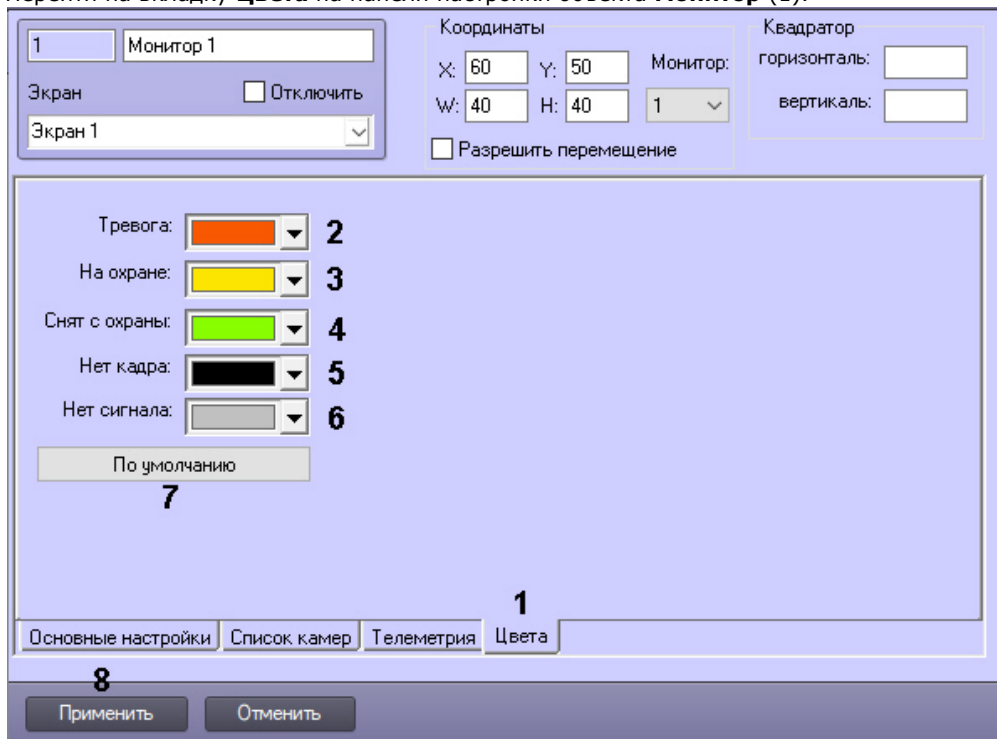 Перейти на вкладку Цвета на панели настройки объекта Монитор (1).
1 Монитор 1
Экран Отключить
Экран 1
Координаты
X: 60 Y: 50 Монитор:
W: 40 H: 40 1
Разрешить перемещение
Квадратор
горизонталь:
вертикаль:
Тревога: 2
На охране: 3
Снят с охраны: 4
Нет кадра: 5
Нет сигнала: 6
По умолчанию
7
1
Основные настройки Список камер Телеметрия Цвета
8
Применить Отменить